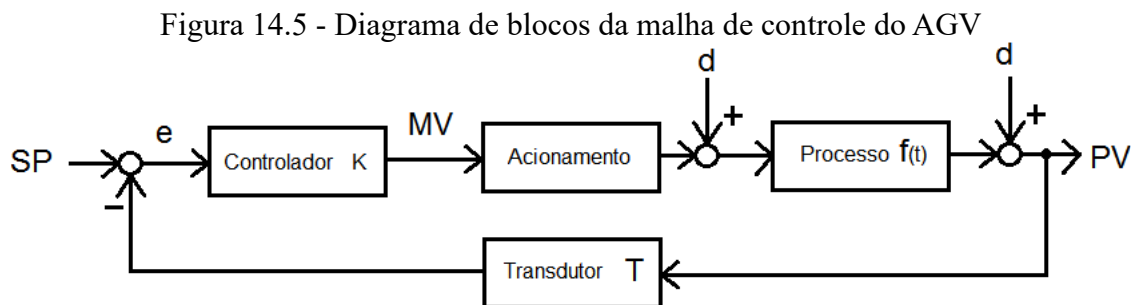 Figura 14.5 - Diagrama de blocos da malha de controle do AGV
d
d
SP
e
Controlador K
MV
Acionamento
+
Processo f(t)
+
PV
−
Transdutor T